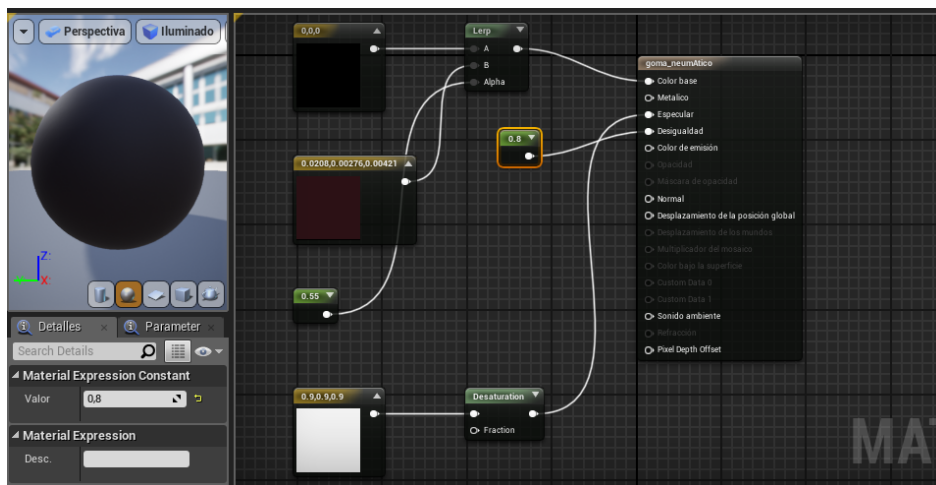 Perspectiva
Iluminado
Z:
X:
Detalles
Parameter
Search Details
Material Expression Constant
Valor
0,8
Material Expression
Desc.
0,0,0
Lerp
A
B
Alpha
0.8
0.0208,0.00276,0.00421
0.55
0.9,0.9,0.9
Desaturation
Fraction
goma_neumAtico
Color base
Metalico
Especular
Desigualdad
Color de emisión
Opacidad
Máscara de opacidad
Normal
Desplazamiento de la posición global
Desplazamiento de los mundos
Multiplicador del mosaico
Color bajo la superficie
Custom Data 0
Custom Data 1
Sonido ambiente
Refracción
Pixel Depth Offset
MAT